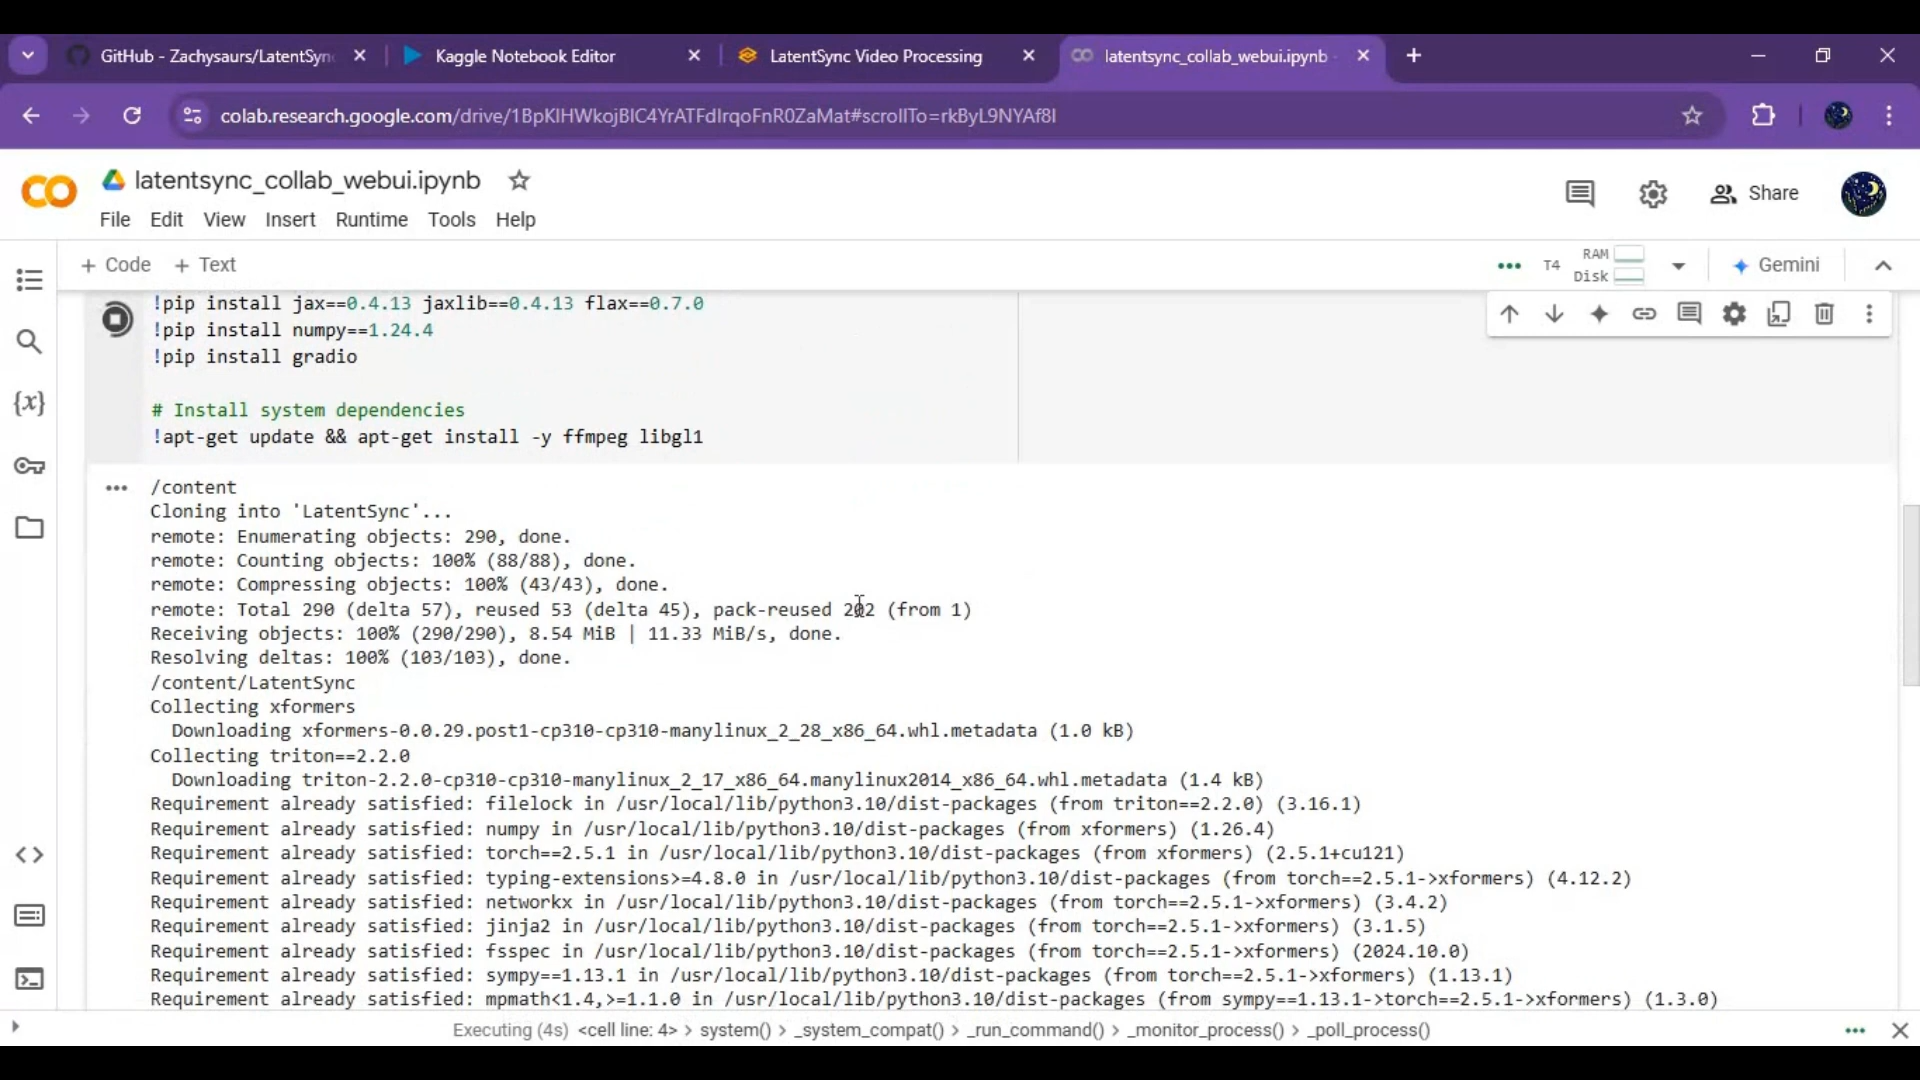 GitHub - Zachysaurs/LatentSync
Kaggle Notebook Editor
LatentSync Video Processing
latentsync_collab_webui.ipynb -
colab.research.google.com/drive/1BpKIHWkojBIC4YrATFdIrqoFnR0ZaMat#scrollTo=rkByL9NYAf8I
latentsync_collab_webui.ipynb
Share
File Edit View Insert Runtime Tools Help
+ Code + Text
T4
RAM
Disk
Gemini
!pip install jax==0.4.13 jaxlib==0.4.13 flax==0.7.0
!pip install numpy==1.24.4
!pip install gradio
# Install system dependencies
!apt-get update && apt-get install -y ffmpeg libgl1
/content
Cloning into 'LatentSync'...
remote: Enumerating objects: 290, done.
remote: Counting objects: 100% (88/88), done.
remote: Compressing objects: 100% (43/43), done.
remote: Total 290 (delta 57), reused 53 (delta 45), pack-reused 202 (from 1)
Receiving objects: 100% (290/290), 8.54 MiB | 11.33 MiB/s, done.
Resolving deltas: 100% (103/103), done.
/content/LatentSync
Collecting xformers
Downloading xformers-0.0.29.post1-cp310-cp310-manylinux_2_28_x86_64.whl.metadata (1.0 kB)
Collecting triton==2.2.0
Downloading triton-2.2.0-cp310-cp310-manylinux_2_17_x86_64.manylinux2014_x86_64.whl.metadata (1.4 kB)
Requirement already satisfied: filelock in /usr/local/lib/python3.10/dist-packages (from triton==2.2.0) (3.16.1)
Requirement already satisfied: numpy in /usr/local/lib/python3.10/dist-packages (from xformers) (1.26.4)
Requirement already satisfied: torch==2.5.1 in /usr/local/lib/python3.10/dist-packages (from xformers) (2.5.1+cu121)
Requirement already satisfied: typing-extensions>=4.8.0 in /usr/local/lib/python3.10/dist-packages (from torch==2.5.1->xformers) (4.12.2)
Requirement already satisfied: networkx in /usr/local/lib/python3.10/dist-packages (from torch==2.5.1->xformers) (3.4.2)
Requirement already satisfied: jinja2 in /usr/local/lib/python3.10/dist-packages (from torch==2.5.1->xformers) (3.1.5)
Requirement already satisfied: fsspec in /usr/local/lib/python3.10/dist-packages (from torch==2.5.1->xformers) (2024.10.0)
Requirement already satisfied: sympy==1.13.1 in /usr/local/lib/python3.10/dist-packages (from torch==2.5.1->xformers) (1.13.1)
Requirement already satisfied: mpmath<1.4,>=1.1.0 in /usr/local/lib/python3.10/dist-packages (from sympy==1.13.1->torch==2.5.1->xformers) (1.3.0)
Executing (4s) <cell line: 4> > system() > _system_compat() > _run_command() > _monitor_process() > _poll_process()